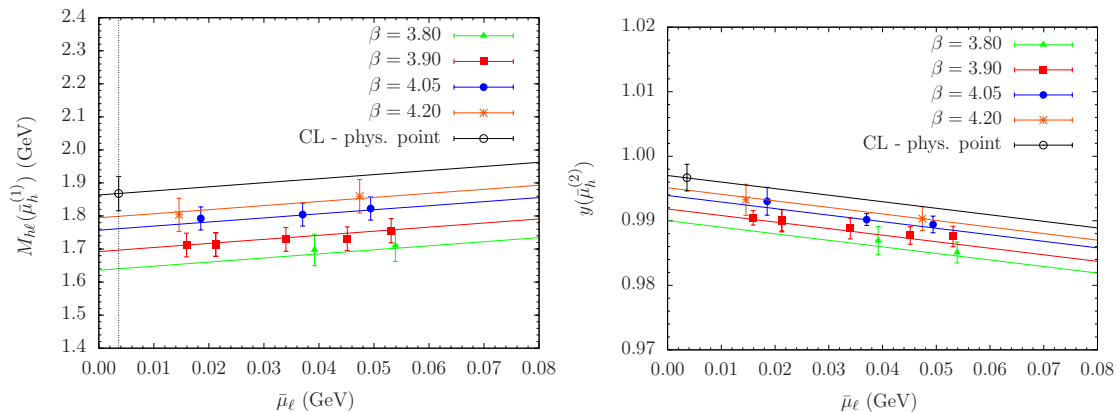 2.4
2.3
2.2
2.1
2.0
1.9
1.8
1.7
1.6
1.5
1.4
M_{hℓ}(μ̄_h^{(1)}) (GeV)
β = 3.80
β = 3.90
β = 4.05
β = 4.20
CL - phys. point
0.00 0.01 0.02 0.03 0.04 0.05 0.06 0.07 0.08
μ̄_ℓ (GeV)
1.02
1.01
1.00
0.99
0.98
0.97
y(μ̄_h^{(2)})
β = 3.80
β = 3.90
β = 4.05
β = 4.20
CL - phys. point
0.00 0.01 0.02 0.03 0.04 0.05 0.06 0.07 0.08
μ̄_ℓ (GeV)